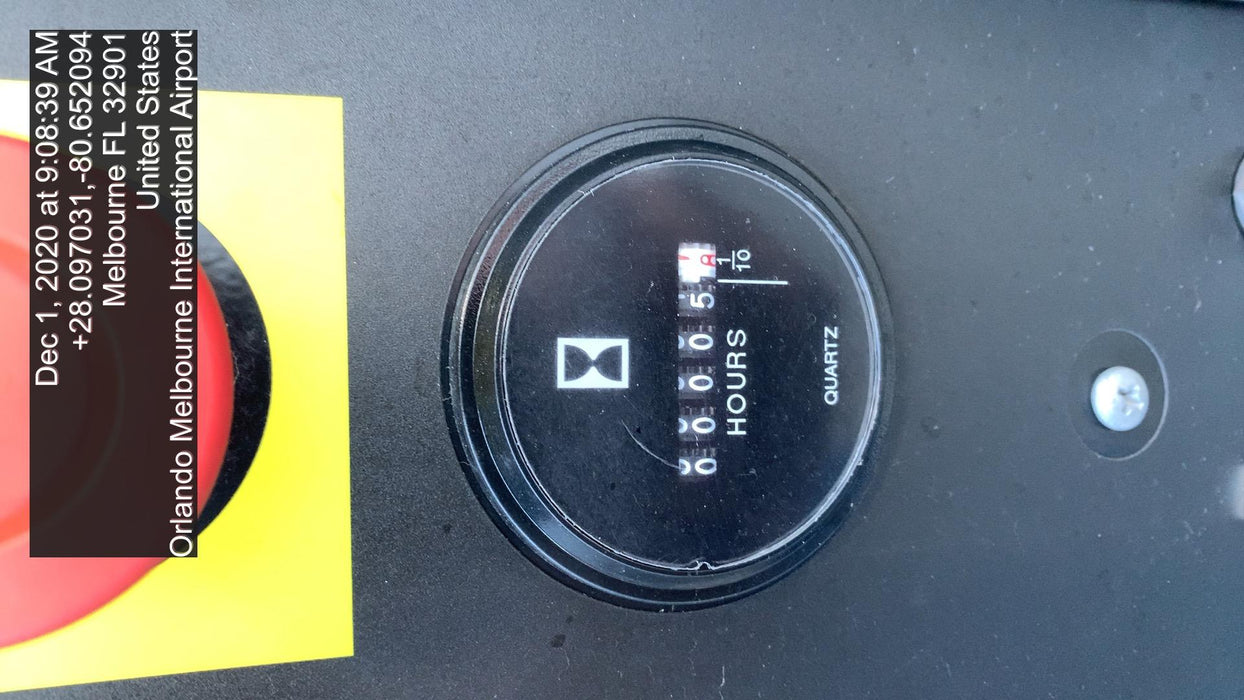 Dec 1, 2020 at 9:08:39 AM
+28.097031,-80.652094
Melbourne FL 32901
United States
Orlando Melbourne International Airport
00005
1/10
HOURS
QUARTZ